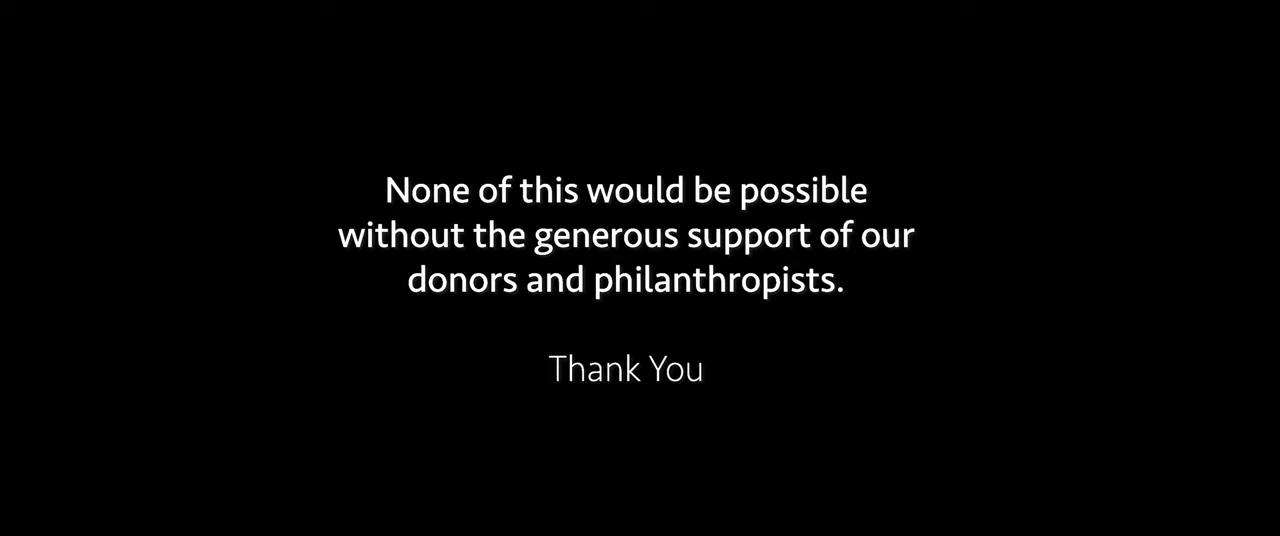 None of this would be possible
without the generous support of our
donors and philanthropists.
Thank You